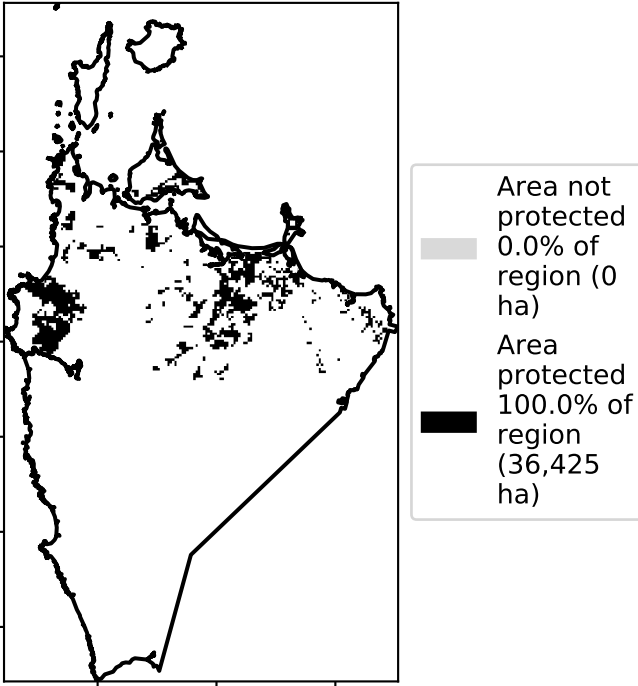 Area not
protected
0.0% of
region (0
ha)
Area
protected
100.0% of
region
(36,425
ha)